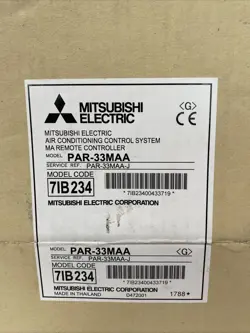 MITSUBISHI
ELECTRIC
<G>
CE
MITSUBISHI ELECTRIC
AIR CONDITIONING CONTROL SYSTEM
MA REMOTE CONTROLLER
MODEL PAR-33MAA
SERVICE REF. PAR-33MAA-J
MODEL CODE
7IB234
* 7IB23400433719 *
MITSUBISHI ELECTRIC CORPORATION
MODEL PAR-33MAA
<G>
SERVICE REF. PAR-33MAA-J
MODEL CODE
7IB234
* 7IB23400433719 *
MITSUBISHI ELECTRIC CORPORATION
MADE IN THAILAND
0472001
1788*